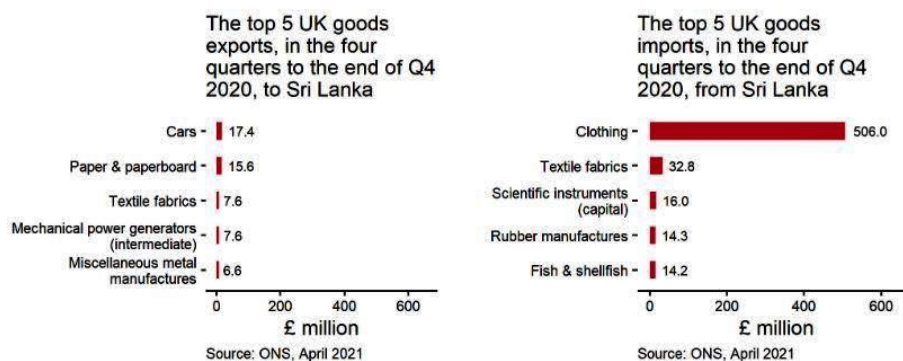 The top 5 UK goods
exports, in the four
quarters to the end of Q4
2020, to Sri Lanka
Cars
17.4
Paper & paperboard
15.6
Textile fabrics
7.6
Mechanical power generators
(intermediate)
7.6
Miscellaneous metal
manufactures
6.6
0 200 400 600
£ million
Source: ONS, April 2021
The top 5 UK goods
imports, in the four
quarters to the end of Q4
2020, from Sri Lanka
Clothing
506.0
Textile fabrics
32.8
Scientific instruments
(capital)
16.0
Rubber manufactures
14.3
Fish & shellfish
14.2
0 200 400 600
£ million
Source: ONS, April 2021